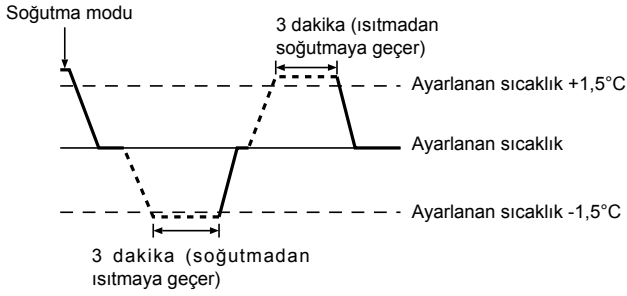 Soğutma modu
3 dakika (ısıtmadan
soğutmaya geçer)
Ayarlanan sıcaklık +1,5°C
Ayarlanan sıcaklık
Ayarlanan sıcaklık -1,5°C
3 dakika (soğutmadan
ısıtmaya geçer)